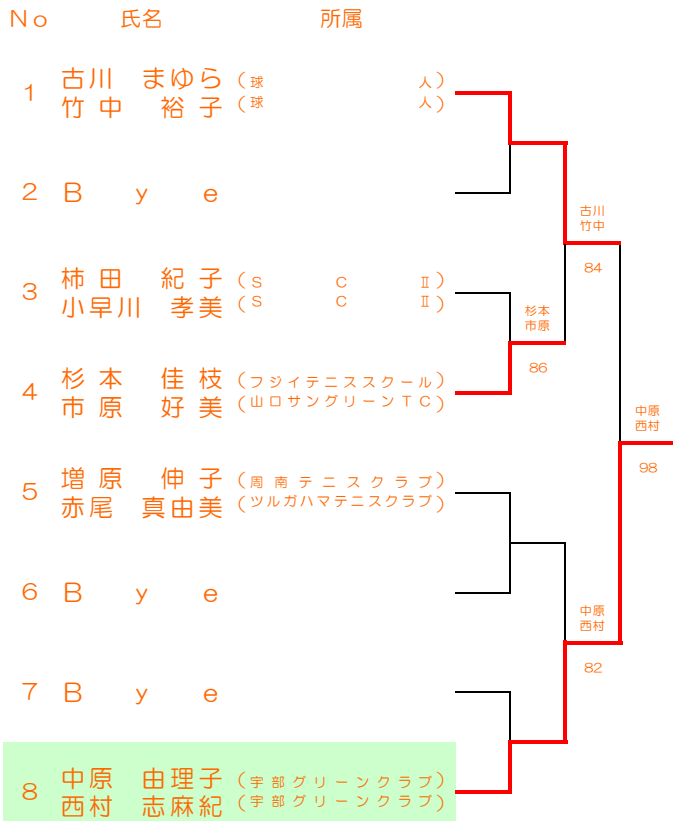 No 氏名 所属
1 古川 まゆら (球 人)
竹中 裕子 (球 人)
2 Bye
古川
竹中
84
3 柿田 紀子 (S C Ⅱ)
小早川 孝美 (S C Ⅱ)
杉本
市原
86
4 杉本 佳枝 (フジイテニススクール)
市原 好美 (山口サングリーンTC)
中原
西村
98
5 増原 伸子 (周南テニスクラブ)
赤尾 真由美 (ツルガハマテニスクラブ)
6 Bye
中原
西村
82
7 Bye
8 中原 由理子 (宇部グリーンクラブ)
西村 志麻紀 (宇部グリーンクラブ)